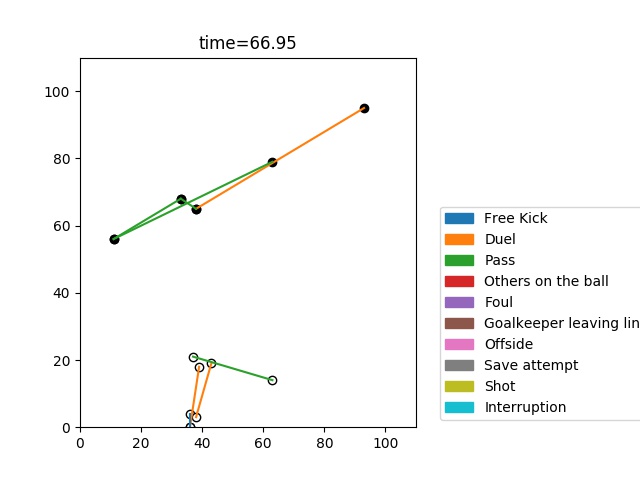 time=66.95
100
80
60
40
20
0
0 20 40 60 80 100
Free Kick
Duel
Pass
Others on the ball
Foul
Goalkeeper leaving lin
Offside
Save attempt
Shot
Interruption